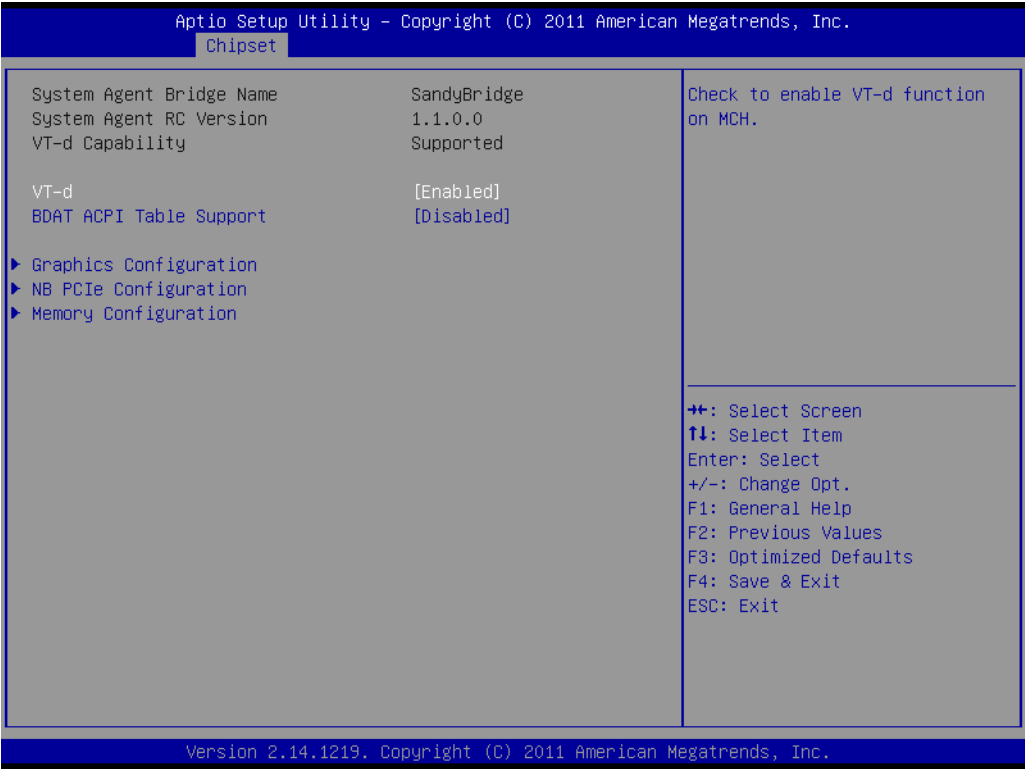 Aptio Setup Utility – Copyright (C) 2011 American Megatrends, Inc.
Chipset
System Agent Bridge Name SandyBridge
System Agent RC Version 1.1.0.0
VT-d Capability Supported
VT-d [Enabled]
BDAT ACPI Table Support [Disabled]
Graphics Configuration
NB PCIe Configuration
Memory Configuration
Check to enable VT-d function
on MCH.
→←: Select Screen
↑↓: Select Item
Enter: Select
+/-: Change Opt.
F1: General Help
F2: Previous Values
F3: Optimized Defaults
F4: Save & Exit
ESC: Exit
Version 2.14.1219. Copyright (C) 2011 American Megatrends, Inc.